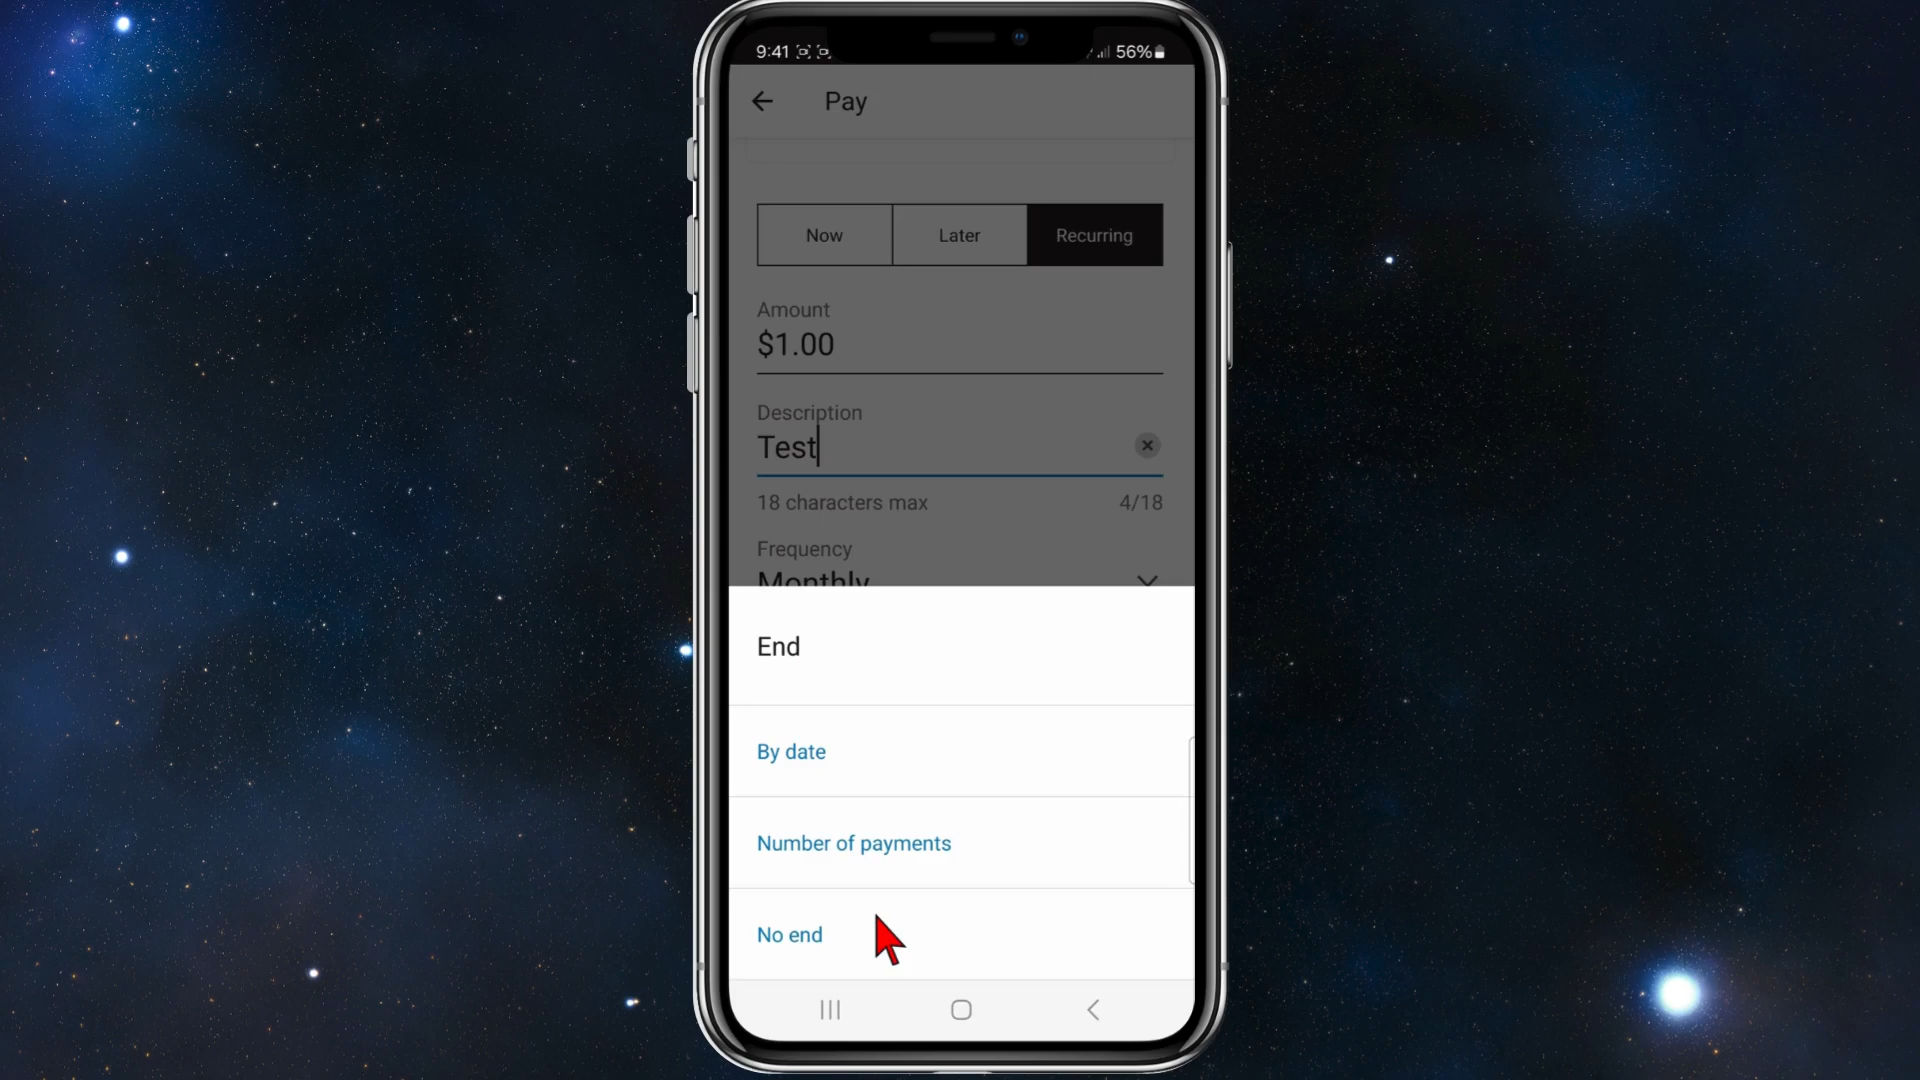 9:41 56%
Pay
Now Later Recurring
Amount
$1.00
Description
Test
18 characters max 4/18
Frequency
Monthly
End
By date
Number of payments
No end